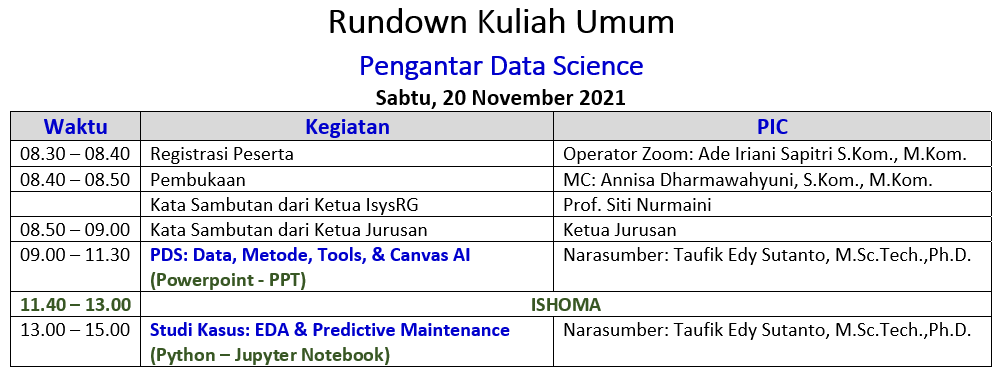 Rundown Kuliah Umum
Pengantar Data Science
Sabtu, 20 November 2021
Waktu Kegiatan PIC
08.30 – 08.40 Registrasi Peserta Operator Zoom: Ade Iriani Sapitri S.Kom., M.Kom.
08.40 – 08.50 Pembukaan MC: Annisa Dharmawahyuni, S.Kom., M.Kom.
Kata Sambutan dari Ketua IsysRG Prof. Siti Nurmaini
08.50 – 09.00 Kata Sambutan dari Ketua Jurusan Ketua Jurusan
09.00 – 11.30 PDS: Data, Metode, Tools, & Canvas AI Narasumber: Taufik Edy Sutanto, M.Sc.Tech.,Ph.D.
(Powerpoint - PPT)
11.40 – 13.00 ISHOMA
13.00 – 15.00 Studi Kasus: EDA & Predictive Maintenance Narasumber: Taufik Edy Sutanto, M.Sc.Tech.,Ph.D.
(Python – Jupyter Notebook)